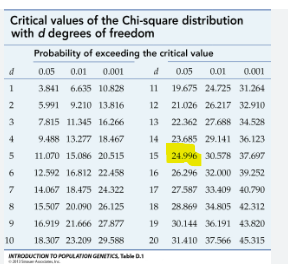 Critical values of the Chi-square distribution
with d degrees of freedom
Probability of exceeding the critical value
d 0.05 0.01 0.001 d 0.05 0.01 0.001
1 3.841 6.635 10.828 11 19.675 24.725 31.264
2 5.991 9.210 13.816 12 21.026 26.217 32.910
3 7.815 11.345 16.266 13 22.362 27.688 34.528
4 9.488 13.277 18.467 14 23.685 29.141 36.123
5 11.070 15.086 20.515 15 24.996 30.578 37.697
6 12.592 16.812 22.458 16 26.296 32.000 39.252
7 14.067 18.475 24.322 17 27.587 33.409 40.790
8 15.507 20.090 26.125 18 28.869 34.805 42.312
9 16.919 21.666 27.877 19 30.144 36.191 43.820
10 18.307 23.209 29.588 20 31.410 37.566 45.315
INTRODUCTION TO POPULATION GENETICS, Table D.1